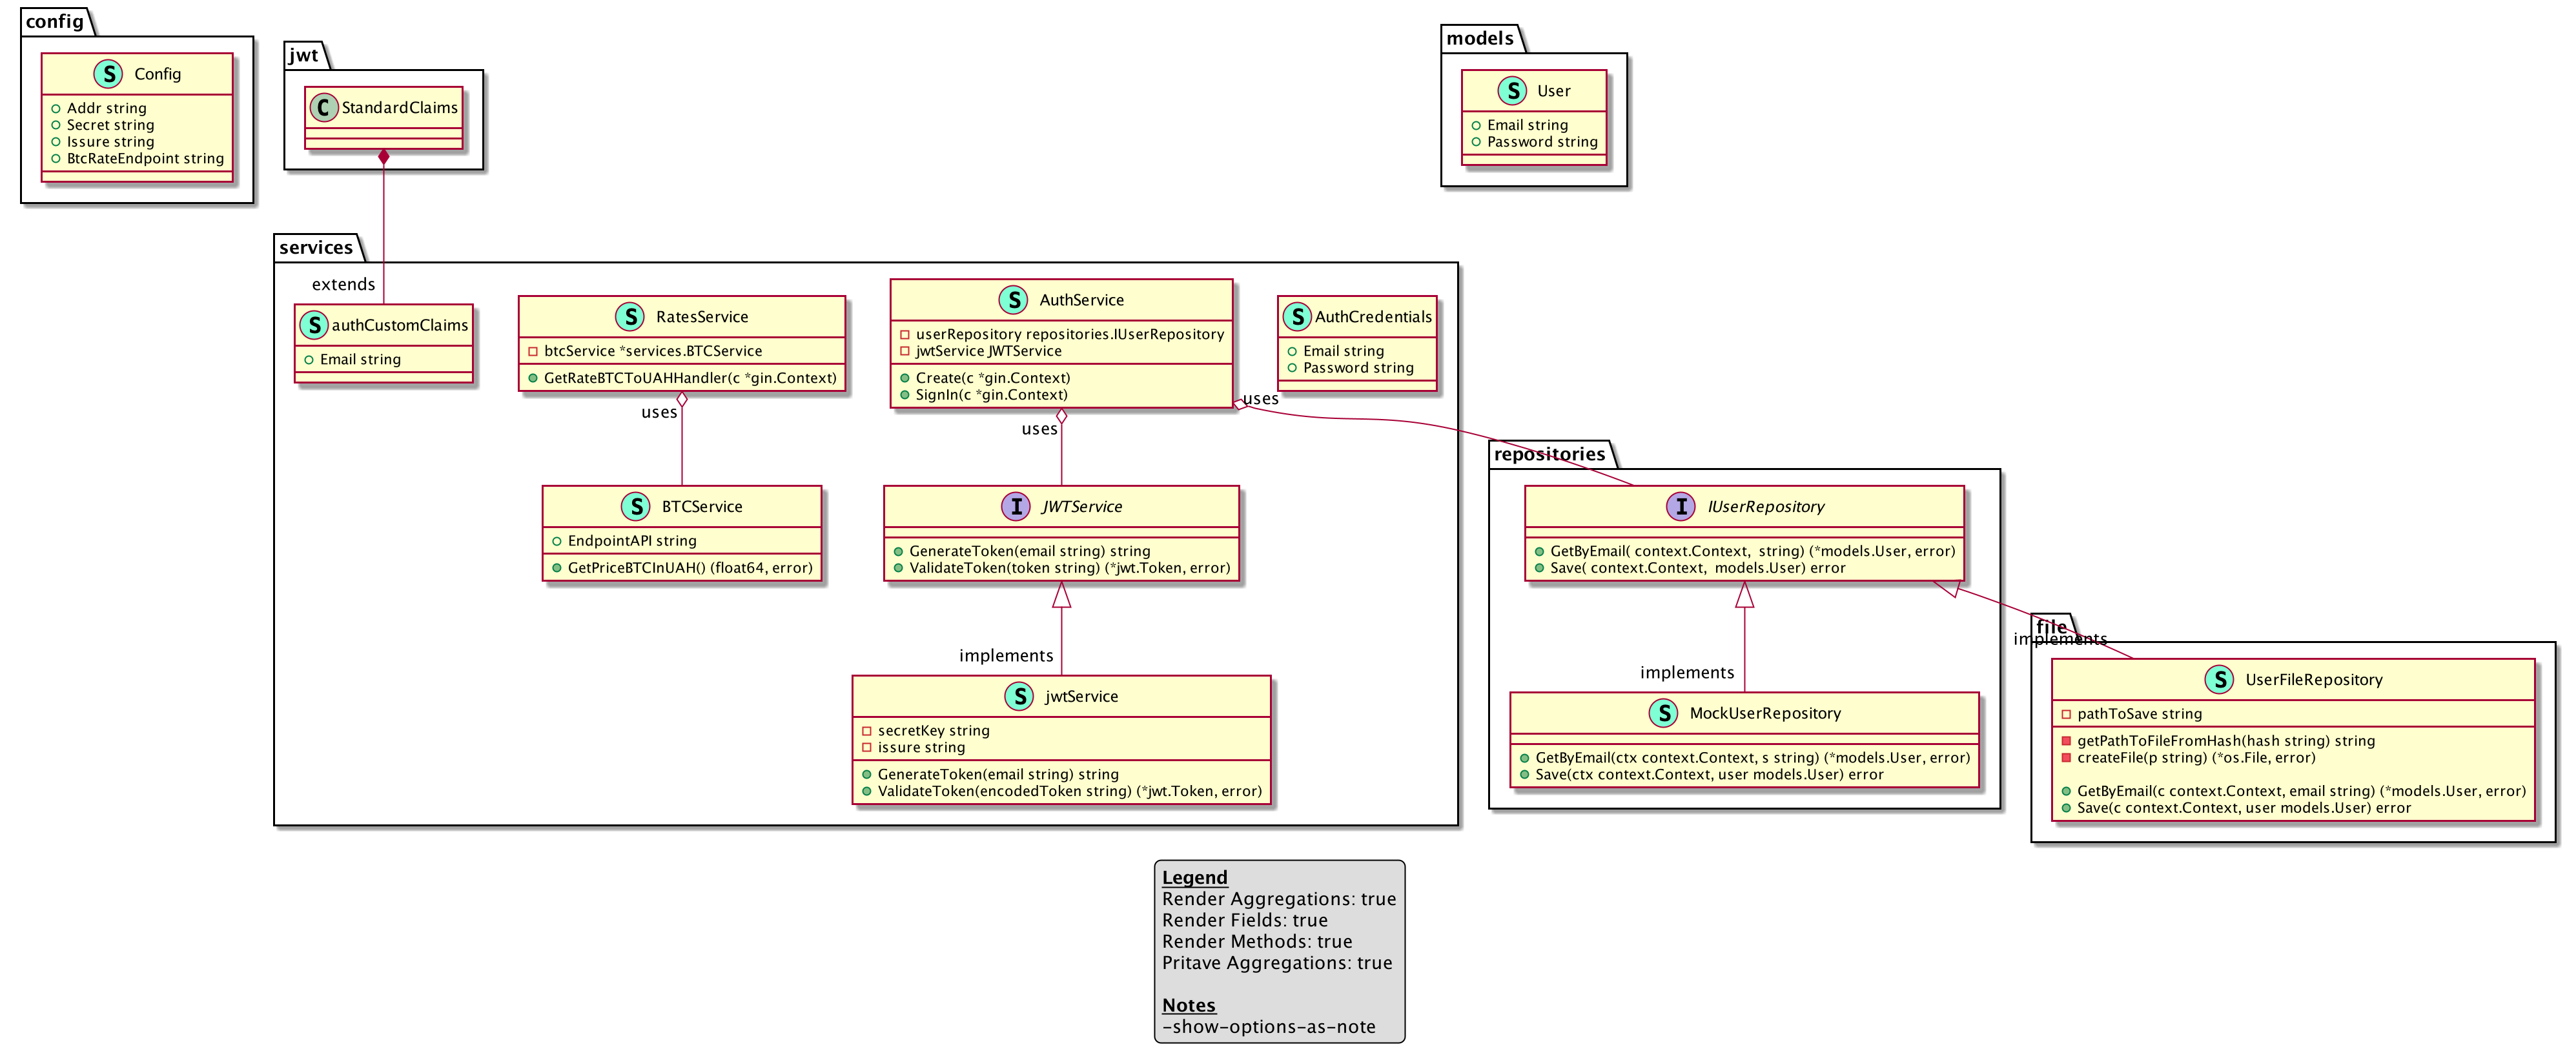 config
S Config
Addr string
Secret string
Issure string
BtcRateEndpoint string
jwt
C StandardClaims
models
S User
Email string
Password string
services
extends
S authCustomClaims
Email string
S RatesService
btcService *services.BTCService
GetRateBTCToUAHHandler(c *gin.Context)
uses
S AuthService
userRepository repositories.IUserRepository
jwtService JWTService
Create(c *gin.Context)
SignIn(c *gin.Context)
uses
uses
S AuthCredentials
Email string
Password string
S BTCService
EndpointAPI string
GetPriceBTCInUAH() (float64, error)
I JWTService
GenerateToken(email string) string
ValidateToken(token string) (*jwt.Token, error)
implements
S jwtService
secretKey string
issure string
GenerateToken(email string) string
ValidateToken(encodedToken string) (*jwt.Token, error)
repositories
I IUserRepository
GetByEmail( context.Context,  string) (*models.User, error)
Save( context.Context,  models.User) error
implements
S MockUserRepository
GetByEmail(ctx context.Context, s string) (*models.User, error)
Save(ctx context.Context, user models.User) error
file
implements
S UserFileRepository
pathToSave string
getPathToFileFromHash(hash string) string
createFile(p string) (*os.File, error)
GetByEmail(c context.Context, email string) (*models.User, error)
Save(c context.Context, user models.User) error
Legend
Render Aggregations: true
Render Fields: true
Render Methods: true
Pritave Aggregations: true
Notes
-show-options-as-note